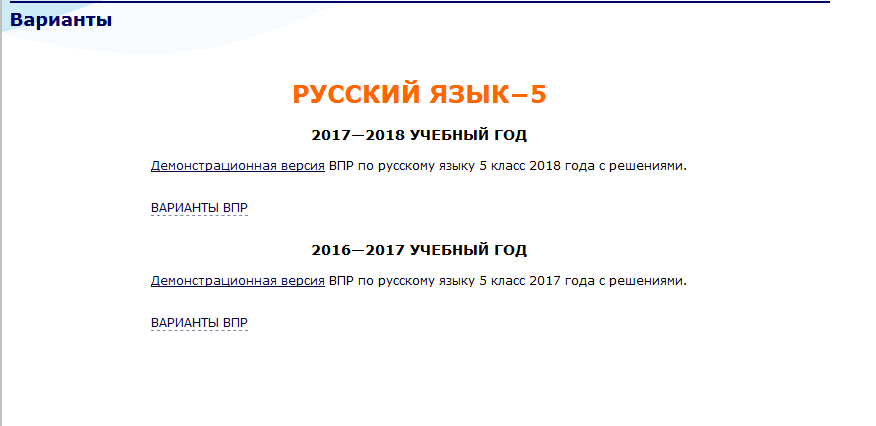 Варианты
РУССКИЙ ЯЗЫК–5
2017—2018 УЧЕБНЫЙ ГОД
Демонстрационная версия ВПР по русскому языку 5 класс 2018 года с решениями.
ВАРИАНТЫ ВПР
2016—2017 УЧЕБНЫЙ ГОД
Демонстрационная версия ВПР по русскому языку 5 класс 2017 года с решениями.
ВАРИАНТЫ ВПР